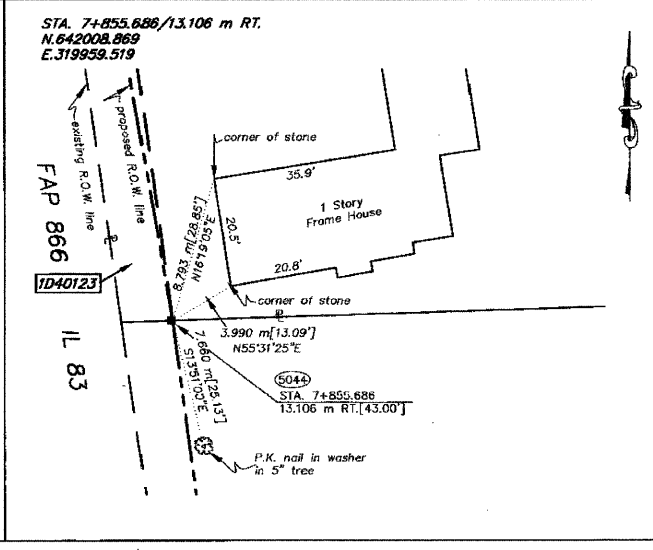 STA. 7+855.686/13.106 m RT.
N.642008.869
E.319959.519
existing R.O.W. line
proposed R.O.W. line
corner of stone
35.9'
1 Story
Frame House
20.5'
20.8'
8.793 m[28.85']
N16°19'05"E
FAP 866
1D40123
corner of stone
3.990 m[13.09']
N55°31'25"E
IL 83
7.660 m[25.13']
S13°51'00"E
5044
STA. 7+855.686
13.106 m RT.[43.00']
P.K. nail in washer
in 5" tree